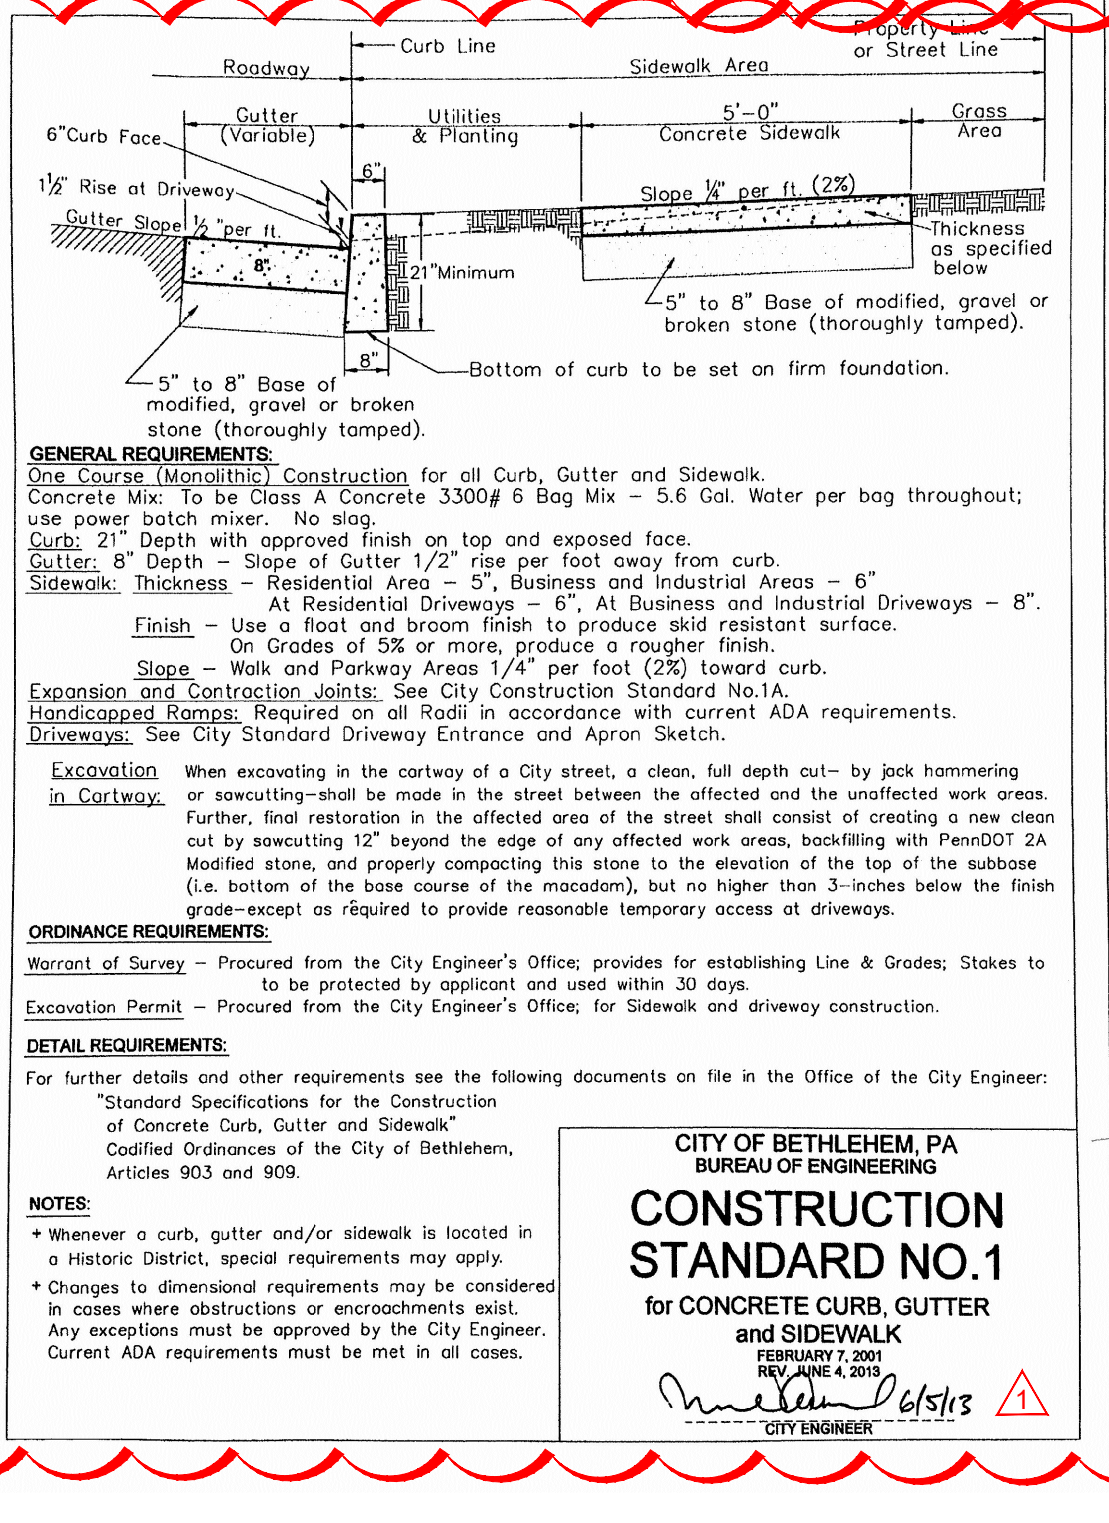 Property Line
or Street Line
Curb Line
Roadway
Sidewalk Area
Gutter
(Variable)
Utilities
& Planting
5'-0"
Concrete Sidewalk
Grass
Area
6"Curb Face
6"
1½" Rise at Driveway
Slope ¼" per ft. (2%)
Gutter Slope ½ "per ft.
Thickness
as specified
below
8"
21"Minimum
5" to 8" Base of modified, gravel or
broken stone (thoroughly tamped).
8"
Bottom of curb to be set on firm foundation.
5" to 8" Base of
modified, gravel or broken
stone (thoroughly tamped).
GENERAL REQUIREMENTS:
One Course (Monolithic) Construction for all Curb, Gutter and Sidewalk.
Concrete Mix: To be Class A Concrete 3300# 6 Bag Mix – 5.6 Gal. Water per bag throughout;
use power batch mixer. No slag.
Curb: 21" Depth with approved finish on top and exposed face.
Gutter: 8" Depth – Slope of Gutter 1/2" rise per foot away from curb.
Sidewalk: Thickness – Residential Area – 5", Business and Industrial Areas – 6"
At Residential Driveways – 6", At Business and Industrial Driveways – 8".
Finish – Use a float and broom finish to produce skid resistant surface.
On Grades of 5% or more, produce a rougher finish.
Slope – Walk and Parkway Areas 1/4" per foot (2%) toward curb.
Expansion and Contraction Joints: See City Construction Standard No.1A.
Handicapped Ramps: Required on all Radii in accordance with current ADA requirements.
Driveways: See City Standard Driveway Entrance and Apron Sketch.
Excavation in Cartway: When excavating in the cartway of a City street, a clean, full depth cut– by jack hammering
or sawcutting–shall be made in the street between the affected and the unaffected work areas.
Further, final restoration in the affected area of the street shall consist of creating a new clean
cut by sawcutting 12" beyond the edge of any affected work areas, backfilling with PennDOT 2A
Modified stone, and properly compacting this stone to the elevation of the top of the subbase
(i.e. bottom of the base course of the macadam), but no higher than 3–inches below the finish
grade–except as required to provide reasonable temporary access at driveways.
ORDINANCE REQUIREMENTS:
Warrant of Survey – Procured from the City Engineer's Office; provides for establishing Line & Grades; Stakes to
to be protected by applicant and used within 30 days.
Excavation Permit – Procured from the City Engineer's Office; for Sidewalk and driveway construction.
DETAIL REQUIREMENTS:
For further details and other requirements see the following documents on file in the Office of the City Engineer:
"Standard Specifications for the Construction
of Concrete Curb, Gutter and Sidewalk"
Codified Ordinances of the City of Bethlehem,
Articles 903 and 909.
NOTES:
+ Whenever a curb, gutter and/or sidewalk is located in
a Historic District, special requirements may apply.
+ Changes to dimensional requirements may be considered
in cases where obstructions or encroachments exist.
Any exceptions must be approved by the City Engineer.
Current ADA requirements must be met in all cases.
CITY OF BETHLEHEM, PA
BUREAU OF ENGINEERING
CONSTRUCTION
STANDARD NO.1
for CONCRETE CURB, GUTTER
and SIDEWALK
FEBRUARY 7, 2001
REV. JUNE 4, 2013
6/5/13
1
CITY ENGINEER